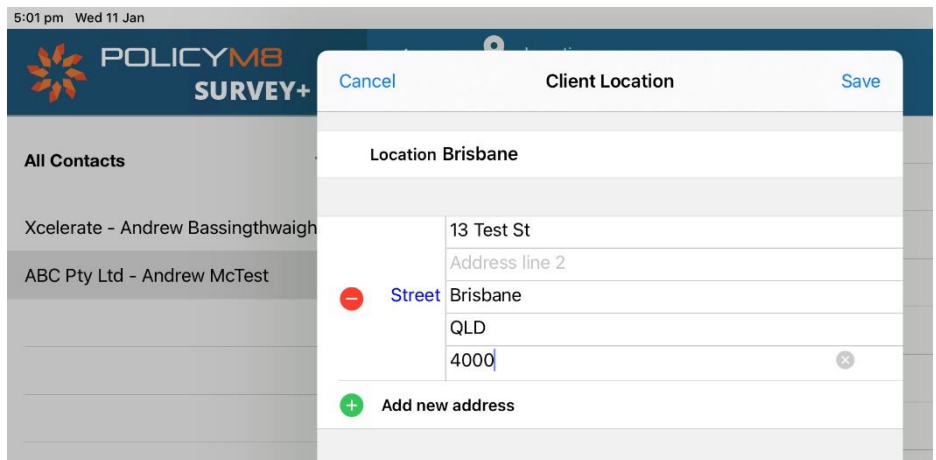 5:01 pm Wed 11 Jan
POLICYM8
SURVEY+
Cancel
Client Location
Save
All Contacts
Location Brisbane
Xcelerate - Andrew Bassingthwaigh
ABC Pty Ltd - Andrew McTest
13 Test St
Address line 2
Street Brisbane
QLD
4000
Add new address